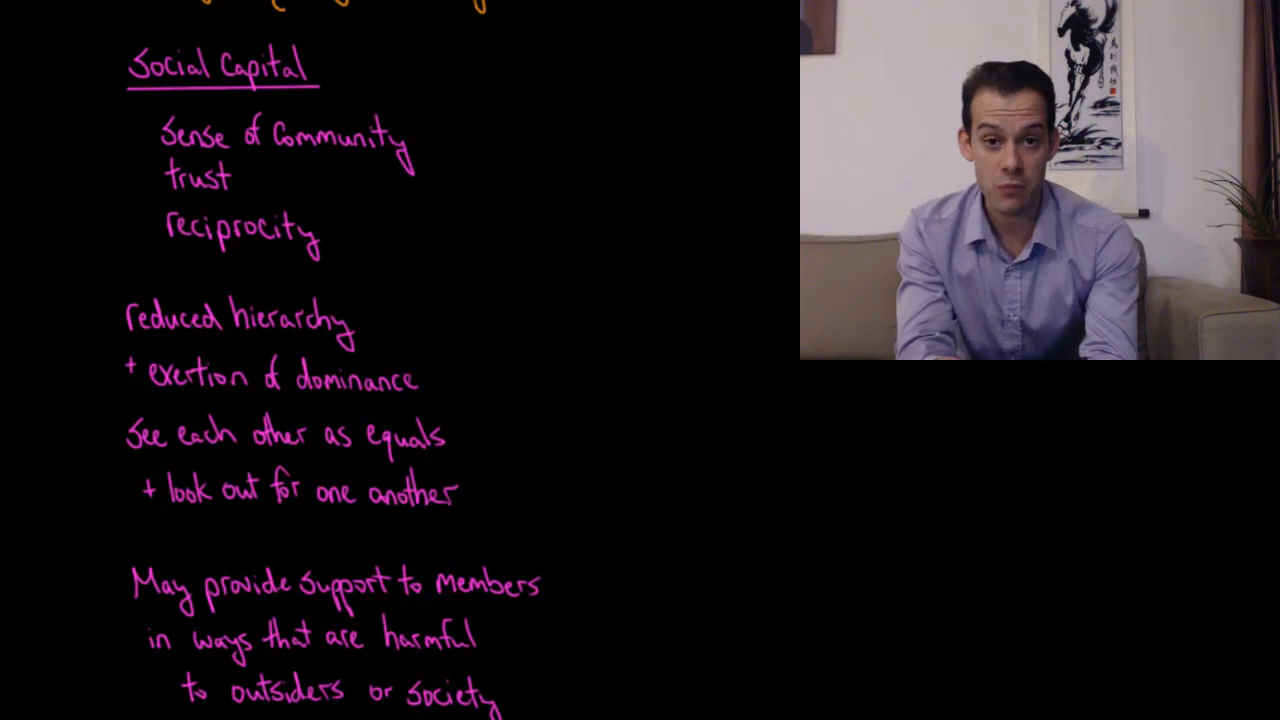 Social Capital
sense of community
trust
reciprocity
reduced hierarchy
+ exertion of dominance
see each other as equals
+ look out for one another
May provide support to members
in ways that are harmful
to outsiders or society